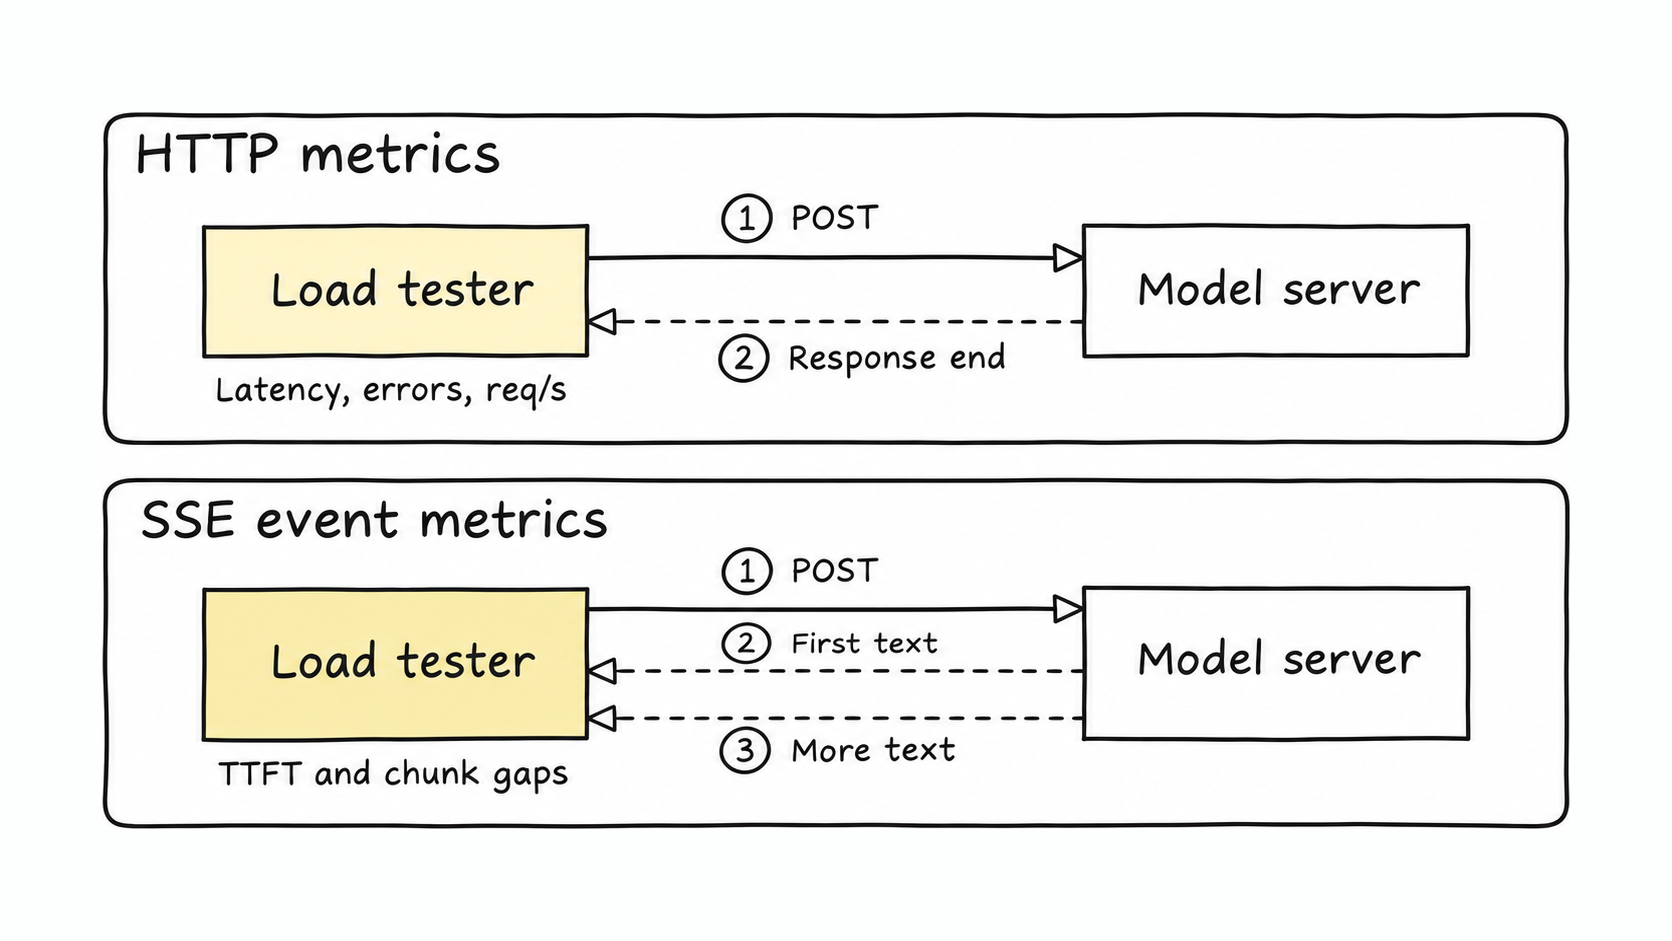 HTTP metrics
1 POST
Load tester
Model server
2 Response end
Latency, errors, req/s
SSE event metrics
1 POST
2 First text
Load tester
Model server
3 More text
TTFT and chunk gaps